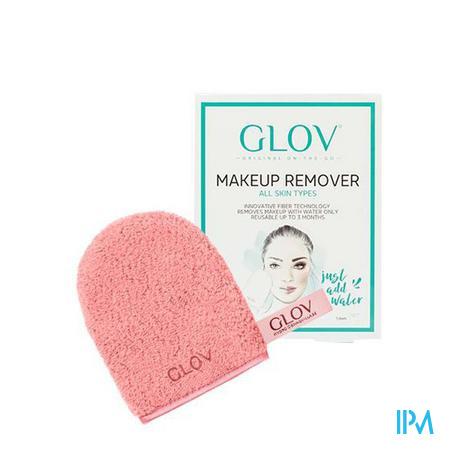 GLOV
ORIGINAL ON-THE-GO
MAKEUP REMOVER
ALL SKIN TYPES
INNOVATIVE FIBER TECHNOLOGY
REMOVES MAKEUP WITH WATER ONLY
REUSABLE UP TO 3 MONTHS
just
add
water
GLOV
GLOV
IPM